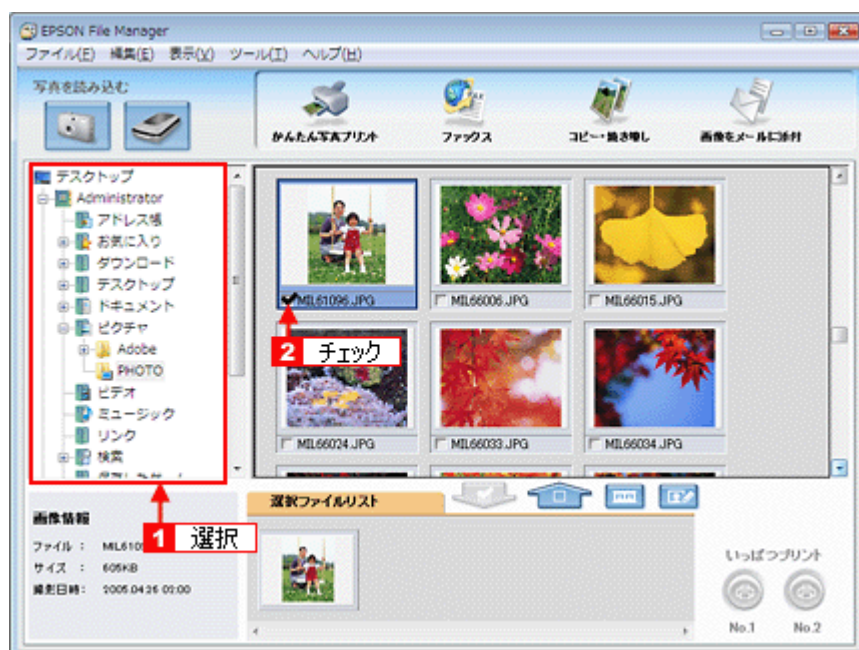 EPSON File Manager
ファイル(F) 編集(E) 表示(V) ツール(T) ヘルプ(H)
写真を読み込む
かんたん写真プリント ファックス コピー・焼き増し 画像をメールに添付
デスクトップ
Administrator
アドレス帳
お気に入り
ダウンロード
デスクトップ
ドキュメント
ピクチャ
Adobe
PHOTO
ビデオ
ミュージック
リンク
検索
MIL61096.JPG MIL66006.JPG MIL66015.JPG
2 チェック
MIL66024.JPG MIL66033.JPG MIL66034.JPG
1 選択
画像情報
ファイル : MIL610
サイズ : 605KB
撮影日時: 2005.04.26 02:00
選択ファイルリスト
いっぱつプリント
No.1 No.2